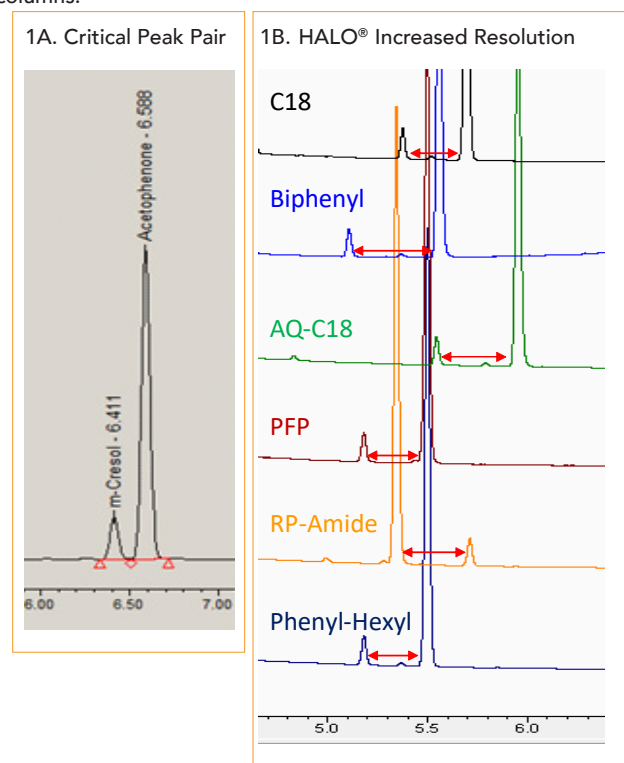 columns.
1A. Critical Peak Pair
m-Cresol - 6.411
Acetophenone - 6.588
6.00 6.50 7.00
1B. HALO® Increased Resolution
C18
Biphenyl
AQ-C18
PFP
RP-Amide
Phenyl-Hexyl
5.0 5.5 6.0